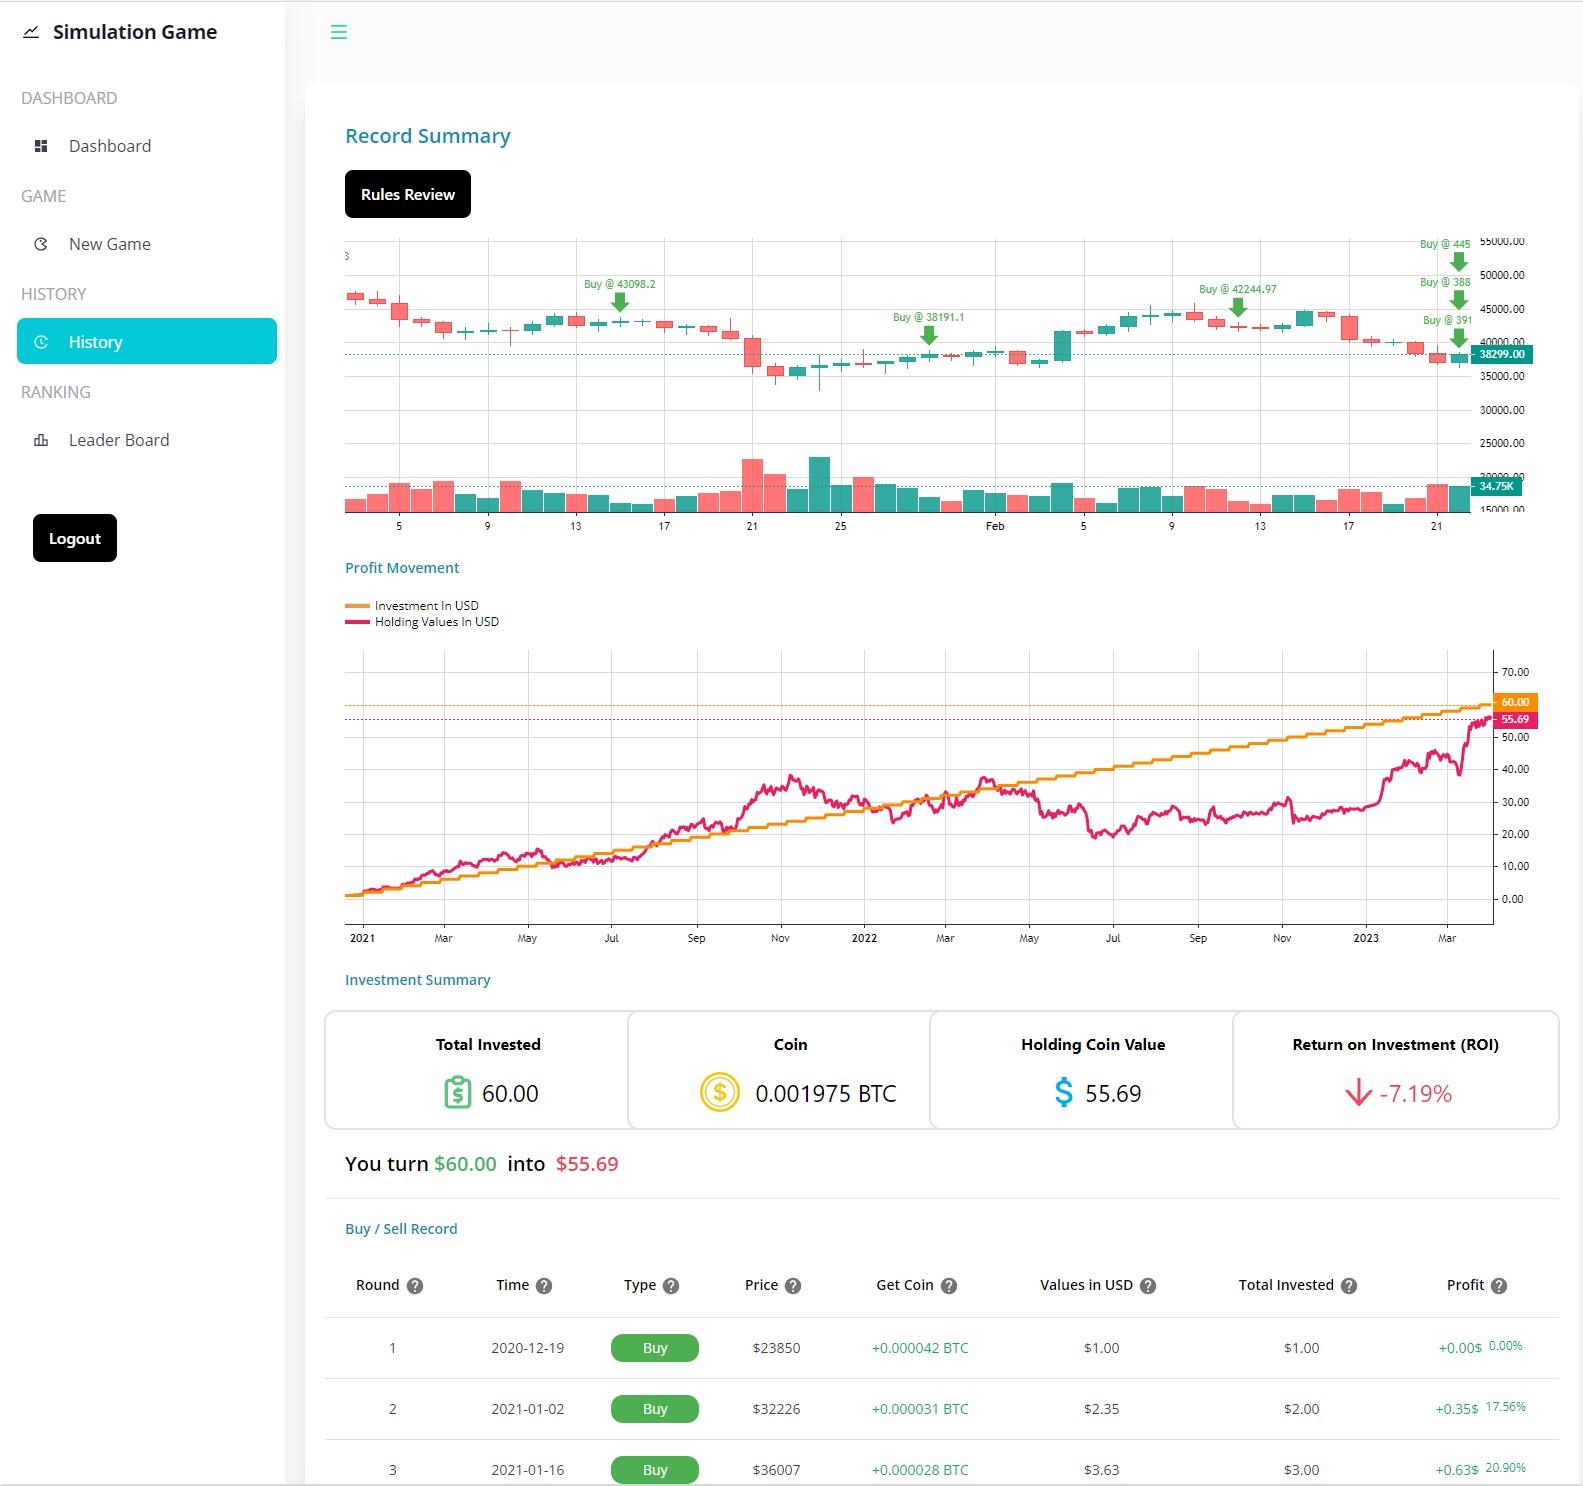 Simulation Game
DASHBOARD
Dashboard
GAME
New Game
HISTORY
History
RANKING
Leader Board
Logout
Record Summary
Rules Review
3
Buy @ 43098.2
Buy @ 38191.1
Buy @ 42244.97
Buy @ 445
Buy @ 388
Buy @ 391
55000.00
50000.00
45000.00
40000.00
38299.00
35000.00
30000.00
25000.00
20000.00
34.75K
15000.00
5 9 13 17 21 25 Feb 5 9 13 17 21
Profit Movement
Investment In USD
Holding Values In USD
70.00
60.00
55.69
50.00
40.00
30.00
20.00
10.00
0.00
2021 Mar May Jul Sep Nov 2022 Mar May Jul Sep Nov 2023 Mar
Investment Summary
Total Invested Coin Holding Coin Value Return on Investment (ROI)
60.00 0.001975 BTC 55.69 -7.19%
You turn $60.00 into $55.69
Buy / Sell Record
Round Time Type Price Get Coin Values in USD Total Invested Profit
1 2020-12-19 Buy $23850 +0.000042 BTC $1.00 $1.00 +0.00$ 0.00%
2 2021-01-02 Buy $32226 +0.000031 BTC $2.35 $2.00 +0.35$ 17.56%
3 2021-01-16 Buy $36007 +0.000028 BTC $3.63 $3.00 +0.63$ 20.90%